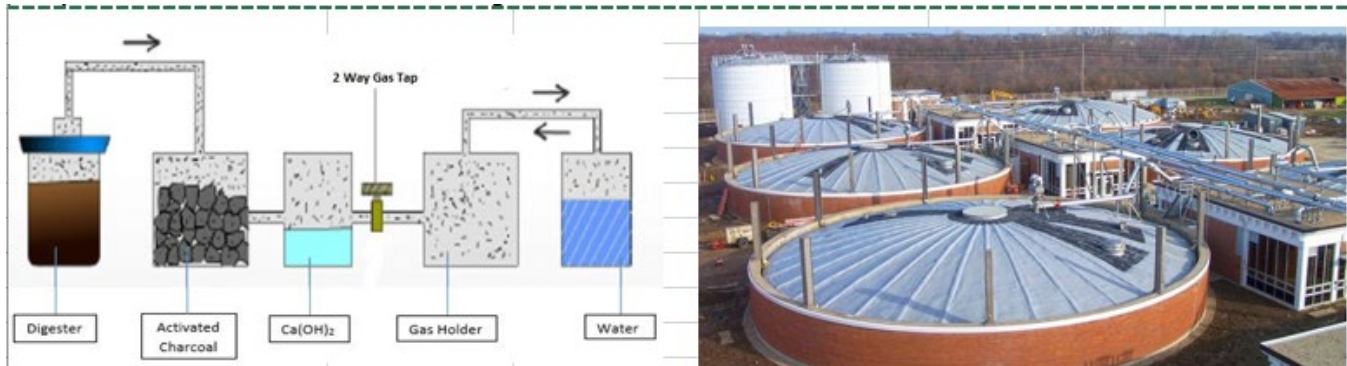 2 Way Gas Tap
Digester
Activated
Charcoal
Ca(OH)₂
Gas Holder
Water